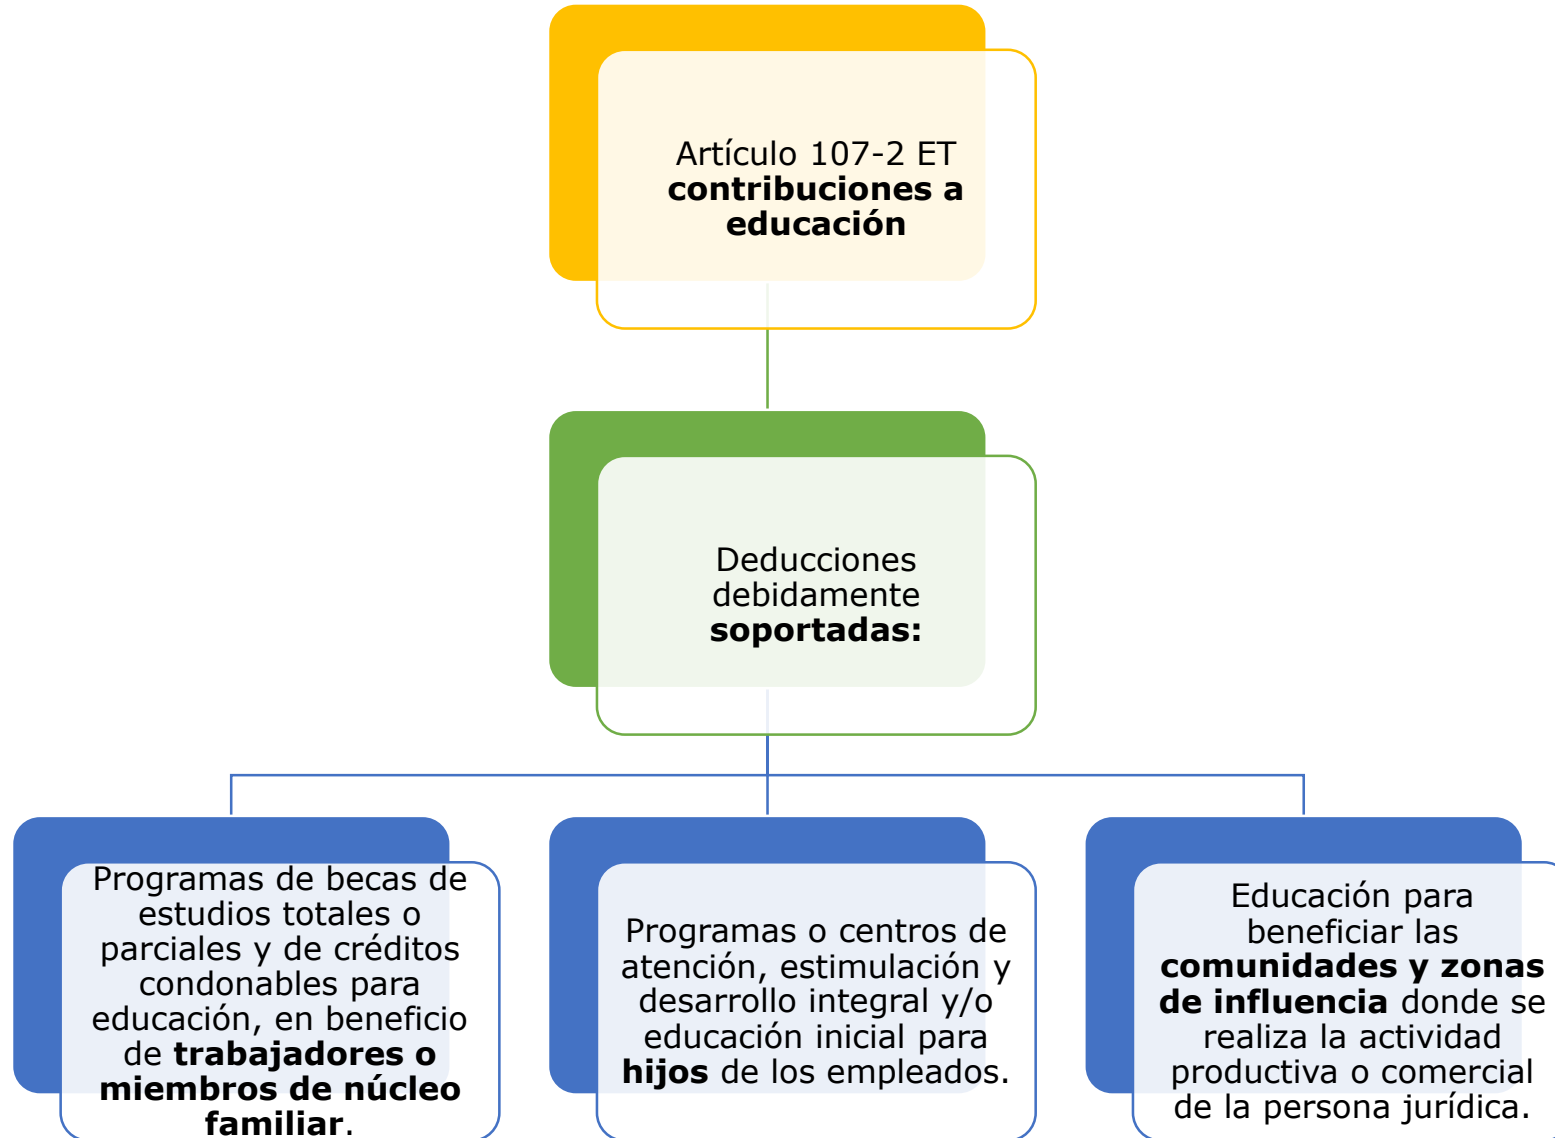 Artículo 107-2 ET
contribuciones a
educación
Deducciones
debidamente
soportadas:
Programas de becas de
estudios totales o
parciales y de créditos
condonables para
educación, en beneficio
de trabajadores o
miembros de núcleo
familiar.
Programas o centros de
atención, estimulación y
desarrollo integral y/o
educación inicial para
hijos de los empleados.
Educación para
beneficiar las
comunidades y zonas
de influencia donde se
realiza la actividad
productiva o comercial
de la persona jurídica.